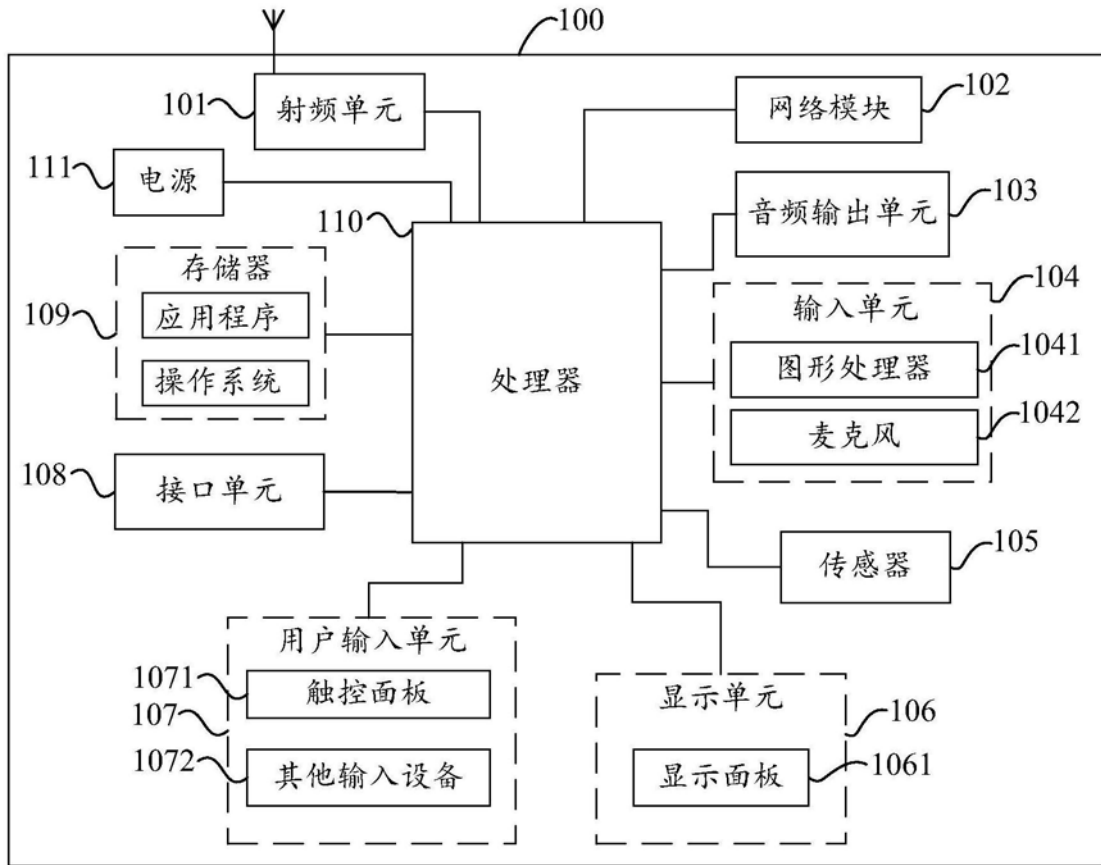 100
101
射频单元
102
网络模块
111
电源
110
103
音频输出单元
存储器
109
应用程序
操作系统
104
输入单元
1041
图形处理器
1042
麦克风
处理器
108
接口单元
105
传感器
用户输入单元
1071
触控面板
107
1072
其他输入设备
显示单元
106
显示面板
1061